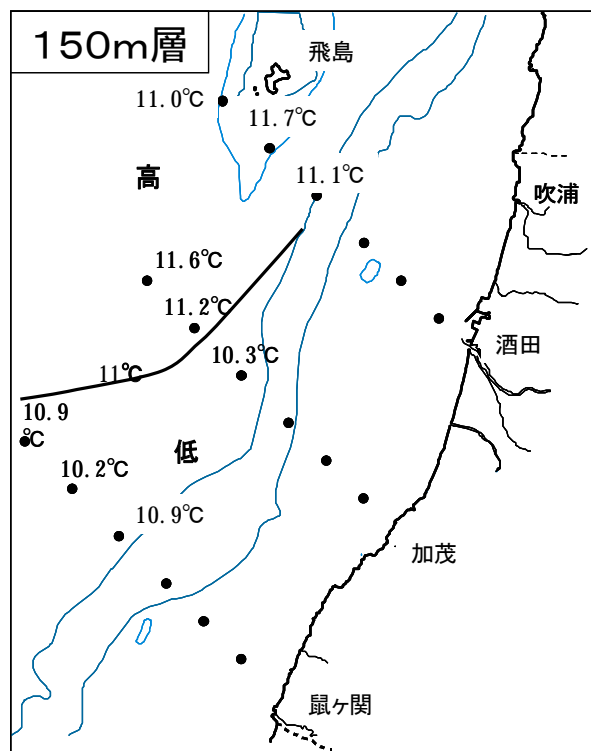 150m層
飛島
11.0℃
11.7℃
高
11.1℃
吹浦
11.6℃
11.2℃
酒田
10.3℃
11℃
10.9
℃
低
10.2℃
10.9℃
加茂
鼠ヶ関